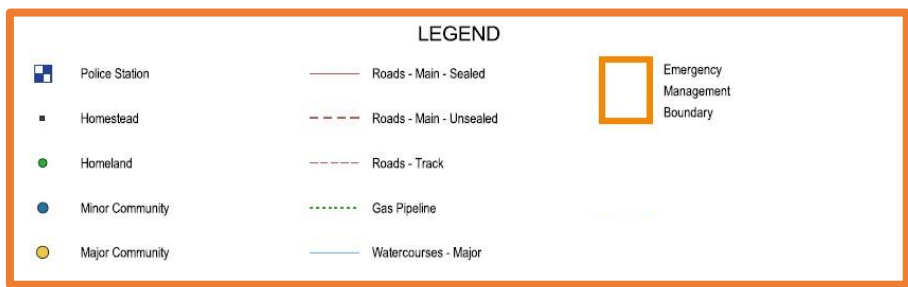 LEGEND
Police Station
Homestead
Homeland
Minor Community
Major Community
Roads - Main - Sealed
Roads - Main - Unsealed
Roads - Track
Gas Pipeline
Watercourses - Major
Emergency
Management
Boundary